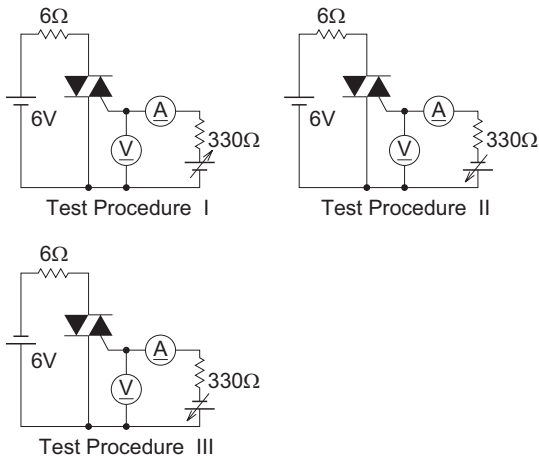 6Ω
6V
A
V
330Ω
Test Procedure I
6Ω
6V
A
V
330Ω
Test Procedure II
6Ω
6V
A
V
330Ω
Test Procedure III